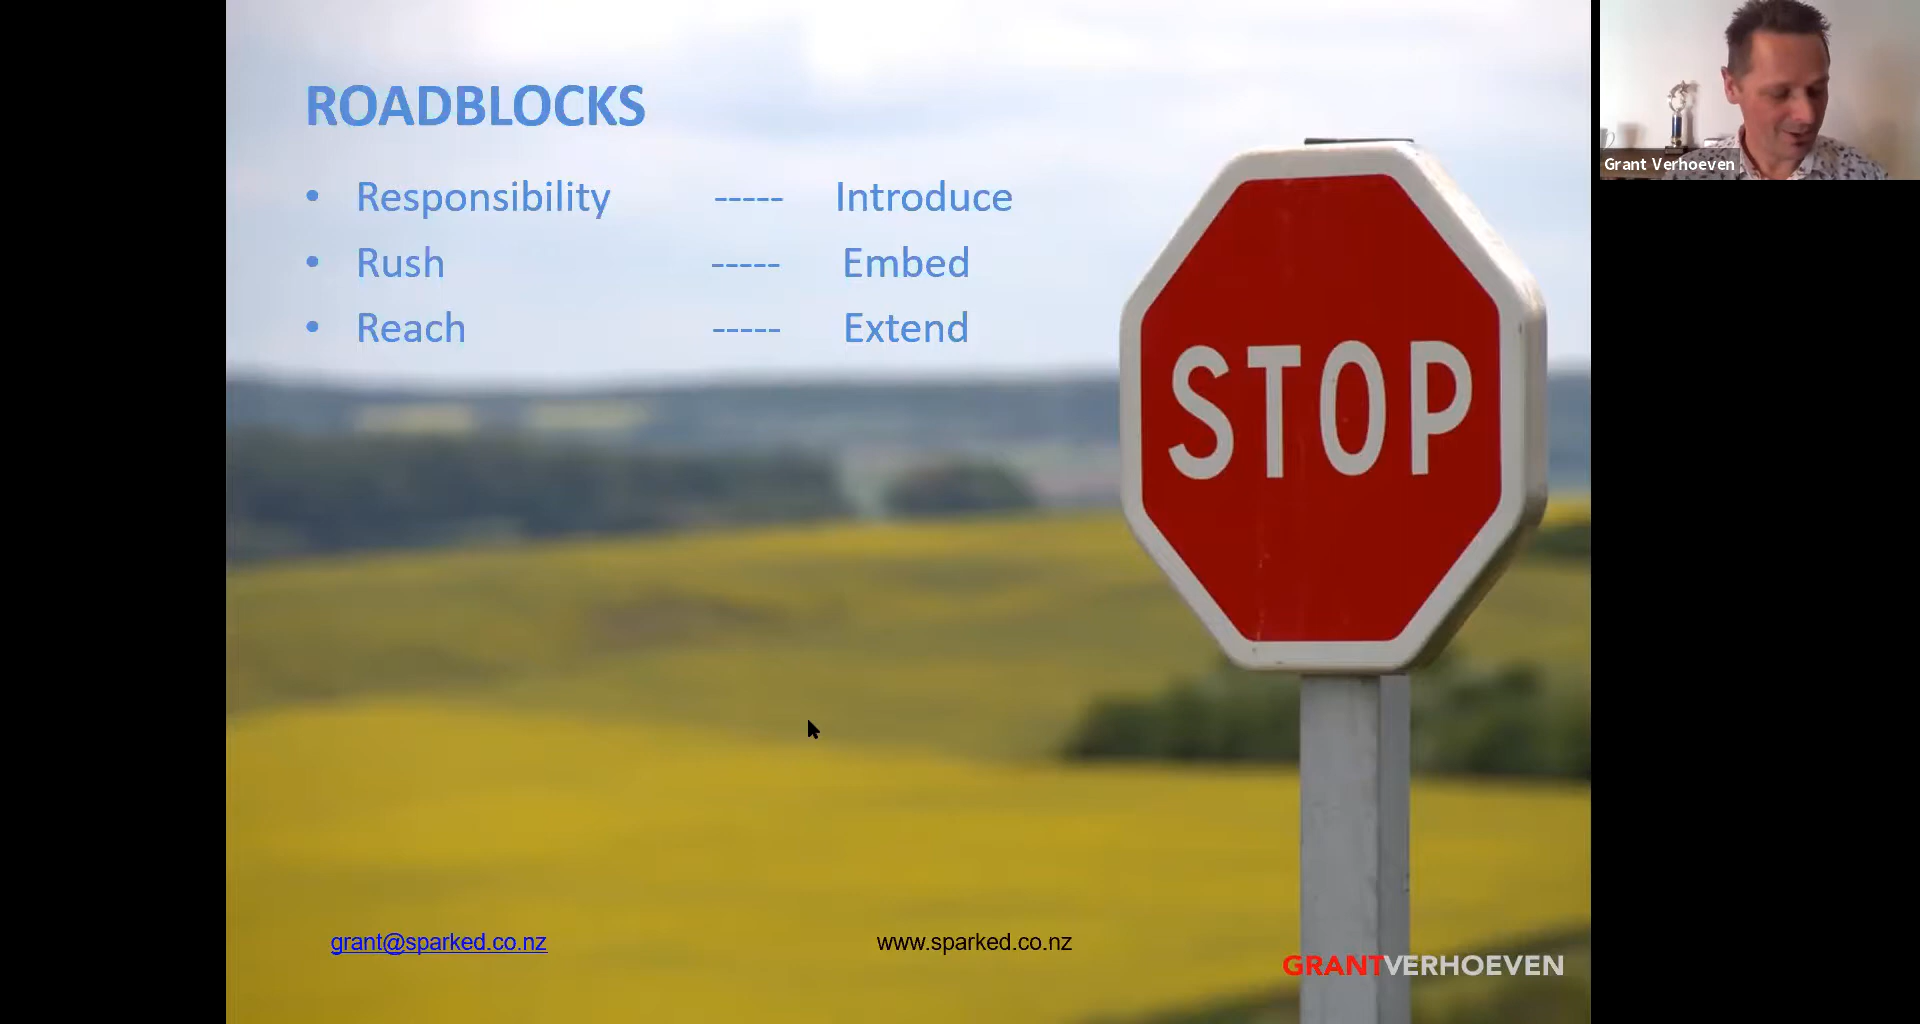 ROADBLOCKS
• Responsibility ----- Introduce
• Rush ----- Embed
• Reach ----- Extend
STOP
grant@sparked.co.nz
www.sparked.co.nz
GRANTVERHOEVEN
Grant Verhoeven